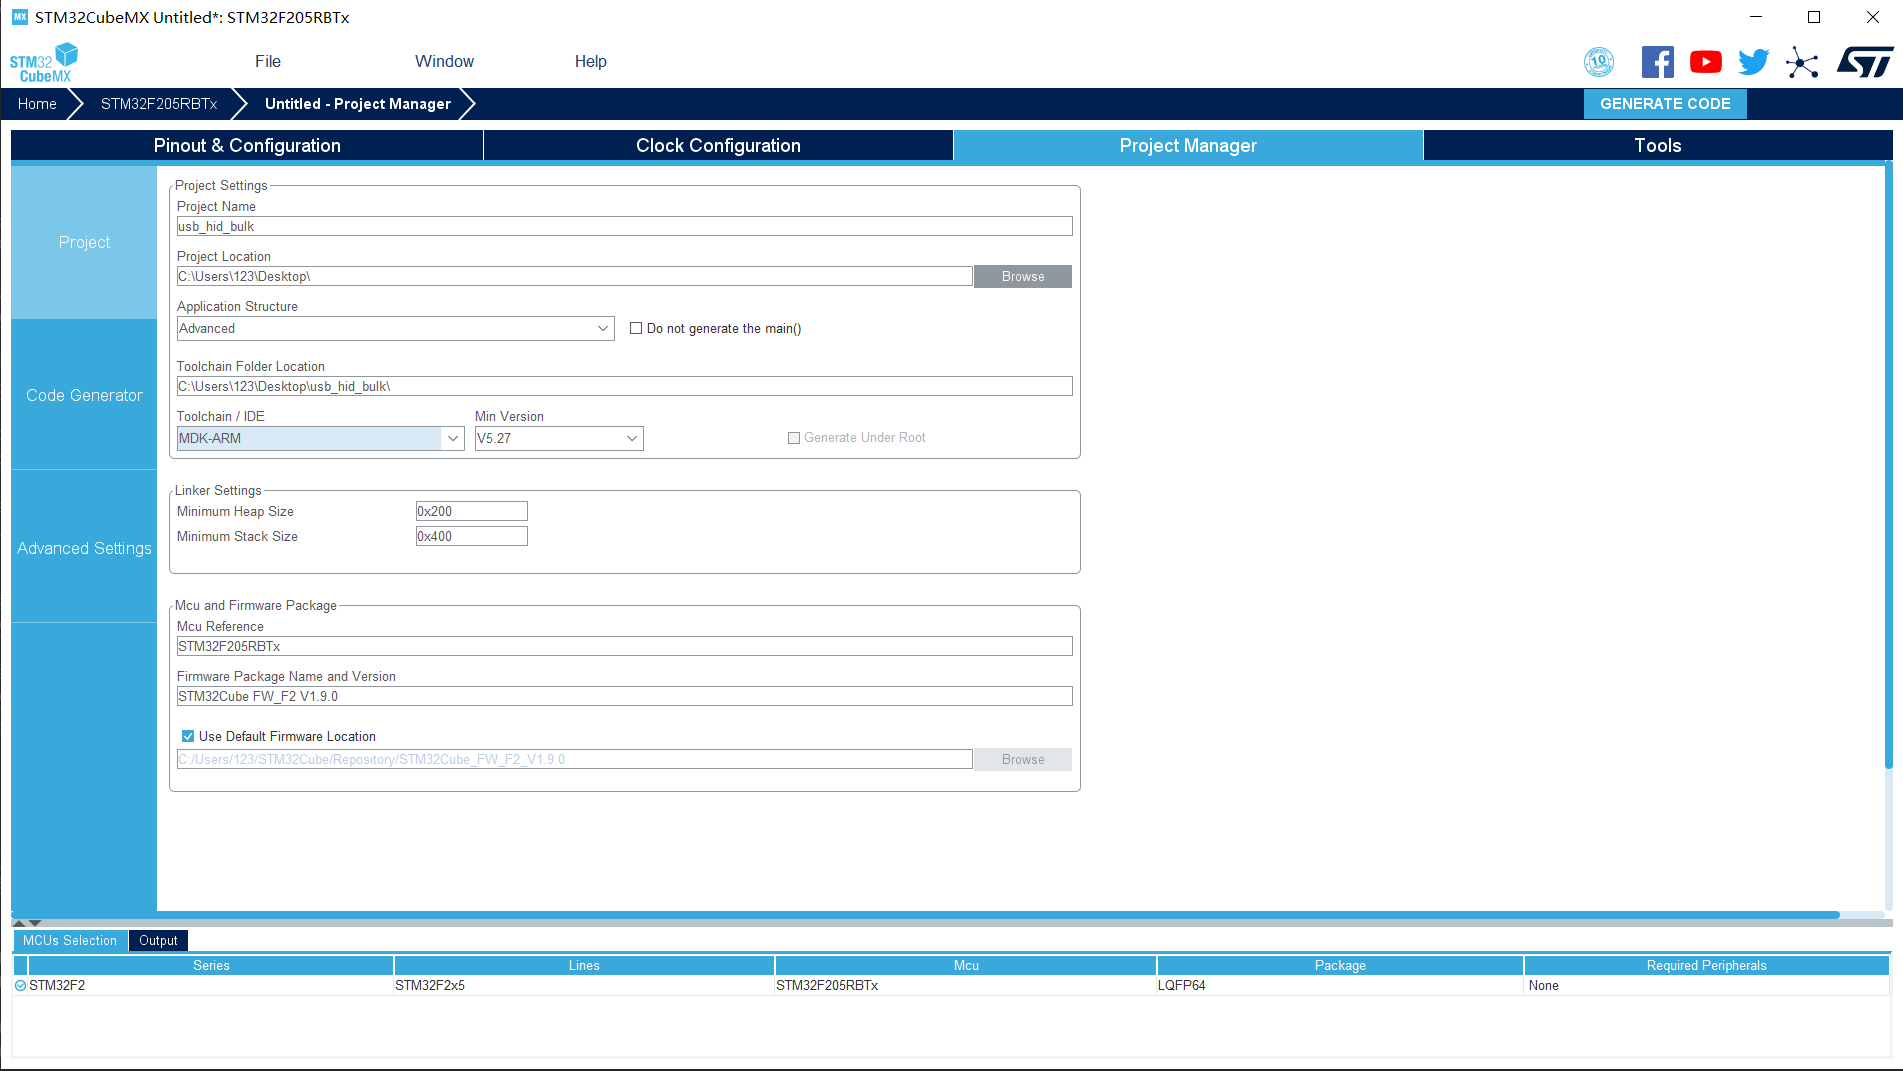 MX STM32CubeMX Untitled*: STM32F205RBTx
STM32 CubeMX
File Window Help
10
Home STM32F205RBTx Untitled - Project Manager GENERATE CODE
Pinout & Configuration Clock Configuration Project Manager Tools
Project
Code Generator
Advanced Settings
Project Settings
Project Name
usb_hid_bulk
Project Location
C:\Users\123\Desktop\ Browse
Application Structure
Advanced Do not generate the main()
Toolchain Folder Location
C:\Users\123\Desktop\usb_hid_bulk\
Toolchain / IDE Min Version
MDK-ARM V5.27 Generate Under Root
Linker Settings
Minimum Heap Size 0x200
Minimum Stack Size 0x400
Mcu and Firmware Package
Mcu Reference
STM32F205RBTx
Firmware Package Name and Version
STM32Cube FW_F2 V1.9.0
Use Default Firmware Location
C:/Users/123/STM32Cube/Repository/STM32Cube_FW_F2_V1.9.0 Browse
MCUs Selection Output
Series Lines Mcu Package Required Peripherals
STM32F2 STM32F2x5 STM32F205RBTx LQFP64 None